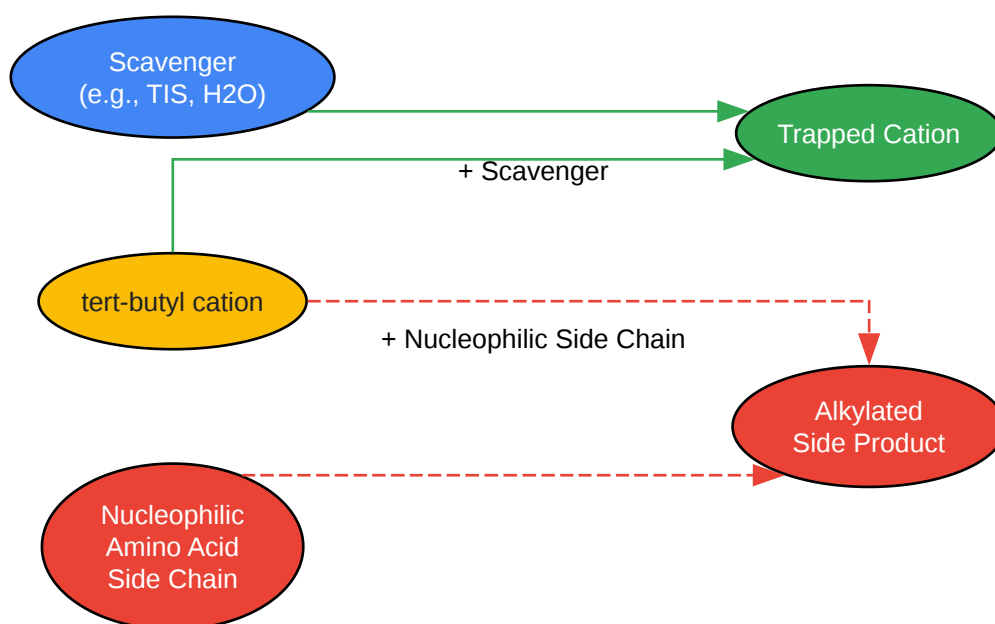 Scavenger
(e.g., TIS, H2O)
Trapped Cation
+ Scavenger
tert-butyl cation
+ Nucleophilic Side Chain
Alkylated
Side Product
Nucleophilic
Amino Acid
Side Chain